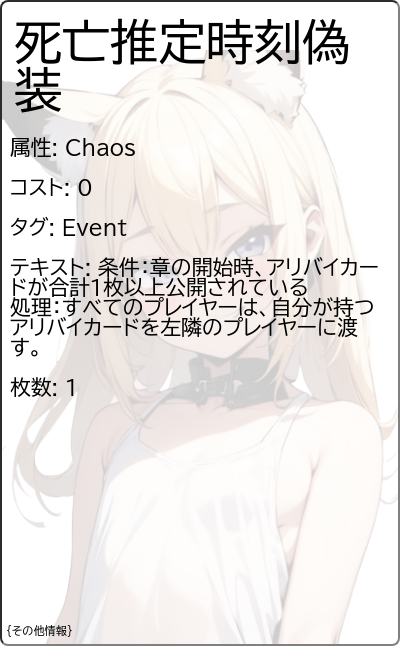 死亡推定時刻偽
装
属性: Chaos
コスト: 0
タグ: Event
テキスト: 条件：章の開始時、アリバイカー
ドが合計1枚以上公開されている
処理：すべてのプレイヤーは、自分が持つ
アリバイカードを左隣のプレイヤーに渡
す。
枚数: 1
{その他情報}